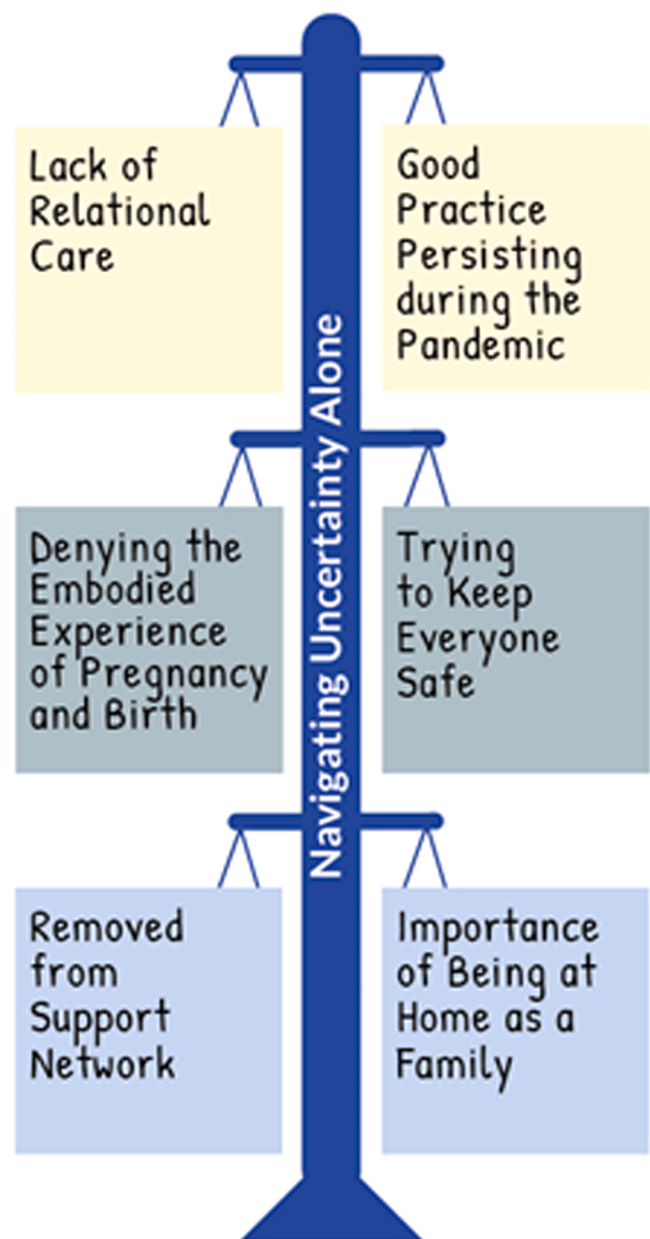 Lack of
Relational
Care
Good
Practice
Persisting
during the
Pandemic
Navigating Uncertainty Alone
Denying the
Embodied
Experience
of Pregnancy
and Birth
Trying
to Keep
Everyone
Safe
Removed
from
Support
Network
Importance
of Being at
Home as a
Family